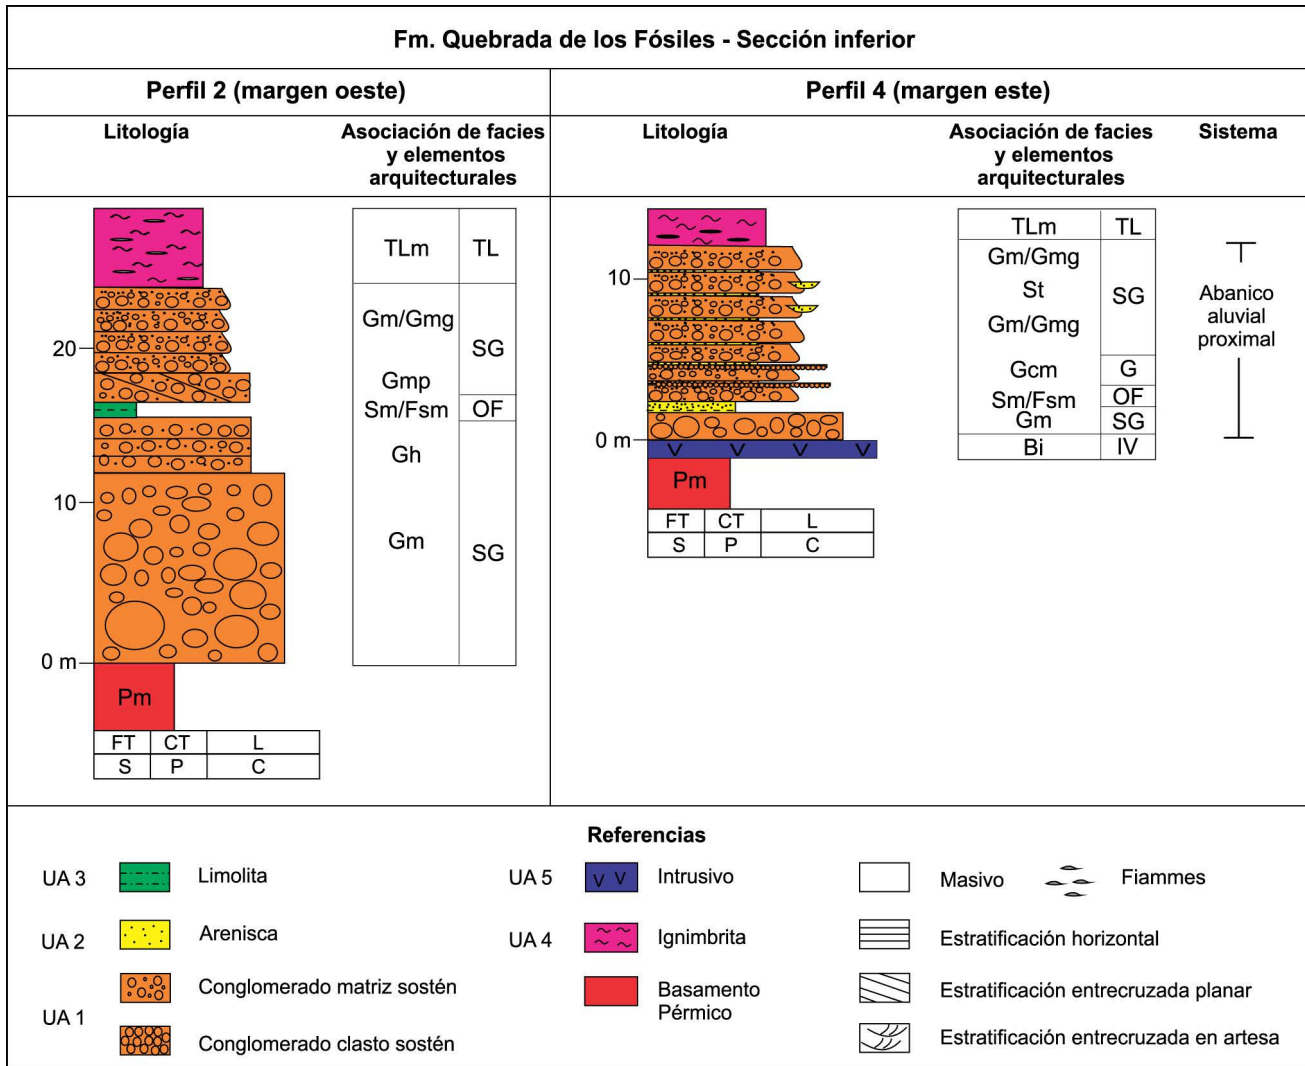 Fm. Quebrada de los Fósiles - Sección inferior
Perfil 2 (margen oeste)
Perfil 4 (margen este)
Litología
Asociación de facies
y elementos
arquitecturales
Litología
Asociación de facies
y elementos
arquitecturales
Sistema
20
10
0 m
Pm
FT CT L
S P C
TLm TL
Gm/Gmg
SG
Gmp
Sm/Fsm OF
Gh
Gm
SG
10
0 m
V V V V
Pm
FT CT L
S P C
TLm TL
Gm/Gmg
St
SG
Gm/Gmg
Gcm G
Sm/Fsm OF
Gm SG
Bi IV
Abanico
aluvial
proximal
Referencias
UA 3 Limolita
UA 2 Arenisca
UA 1
Conglomerado matriz sostén
Conglomerado clasto sostén
UA 5 V V Intrusivo
UA 4 Ignimbrita
Basamento
Pérmico
Masivo
Fiammes
Estratificación horizontal
Estratificación entrecruzada planar
Estratificación entrecruzada en artesa